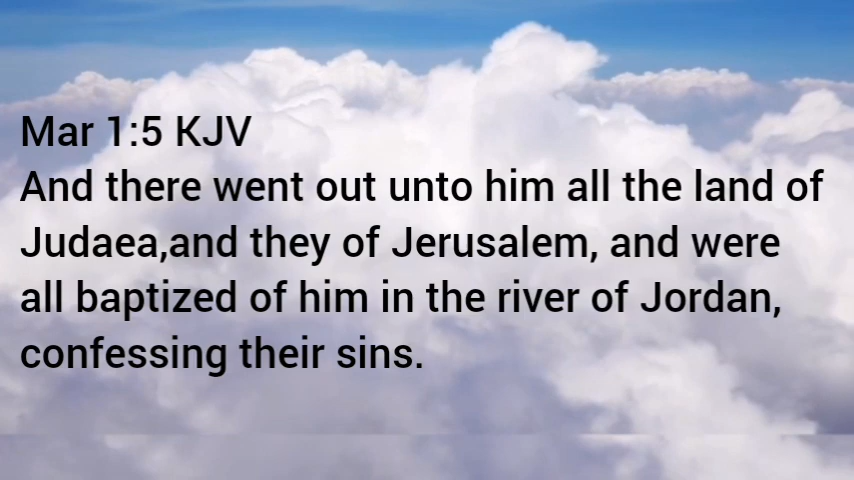 Mar 1:5 KJV
And there went out unto him all the land of
Judaea,and they of Jerusalem, and were
all baptized of him in the river of Jordan,
confessing their sins.